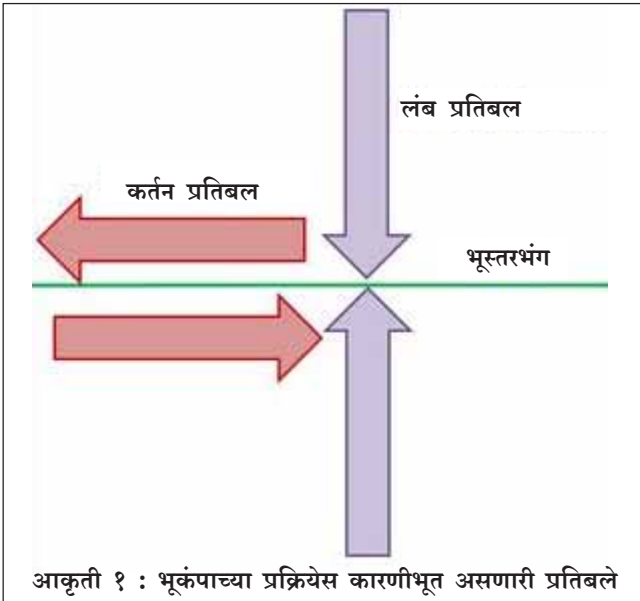 लंब प्रतिबल
कर्तन प्रतिबल
भूस्तरभंग
आकृती १ : भूकंपाच्या प्रक्रियेस कारणीभूत असणारी प्रतिबले